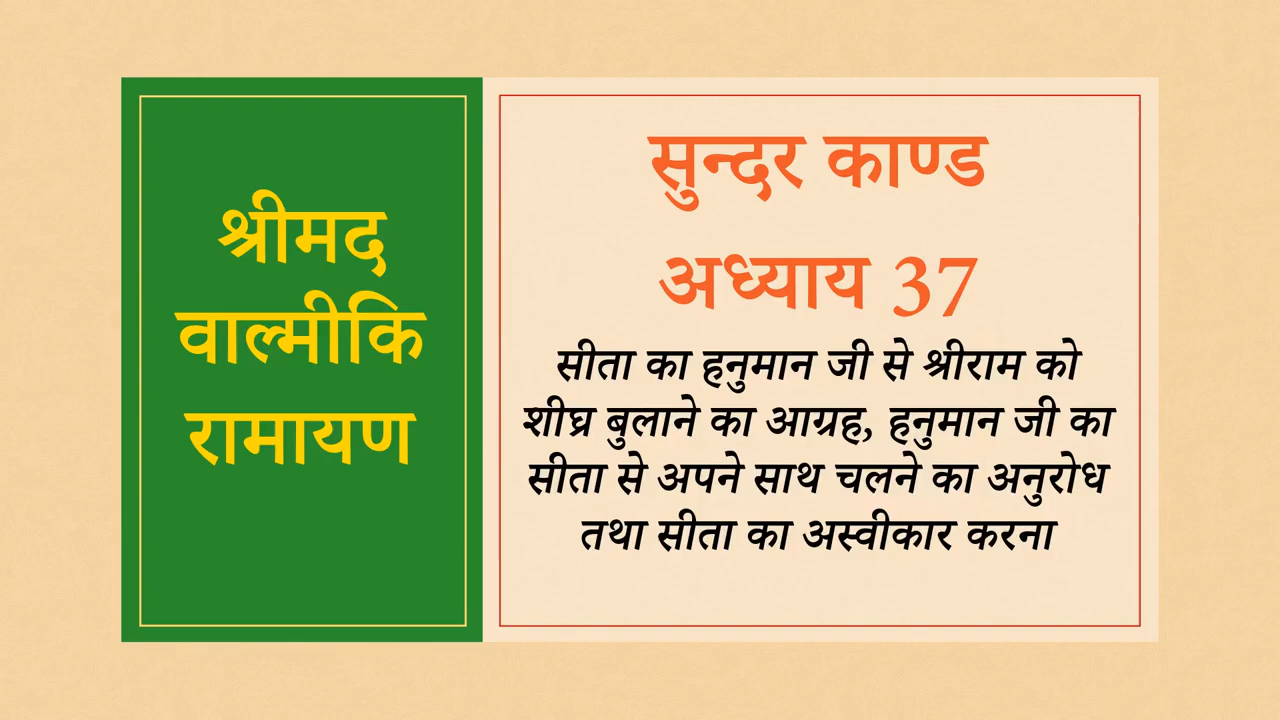 श्रीमद
वाल्मीकि
रामायण
सुन्दर काण्ड
अध्याय 37
सीता का हनुमान जी से श्रीराम को
शीघ्र बुलाने का आग्रह, हनुमान जी का
सीता से अपने साथ चलने का अनुरोध
तथा सीता का अस्वीकार करना